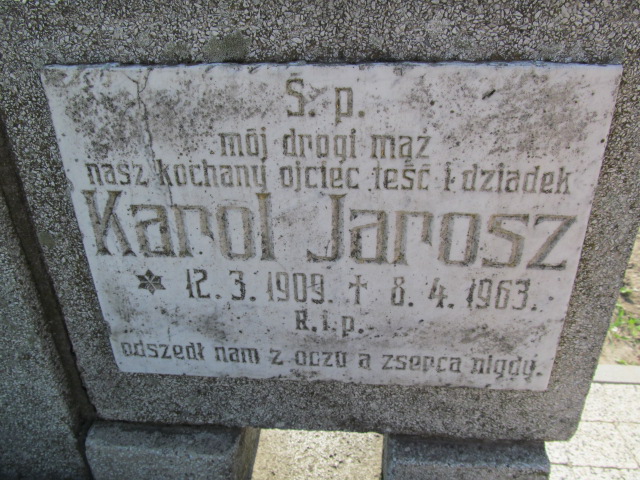 Ś. p.
mój drogi mąż
nasz kochany ojciec teść i dziadek
Karol Jarosz
* 12. 3. 1909. † 8. 4. 1963.
R.i.p.
odszedł nam z oczu a zserca nigdy.